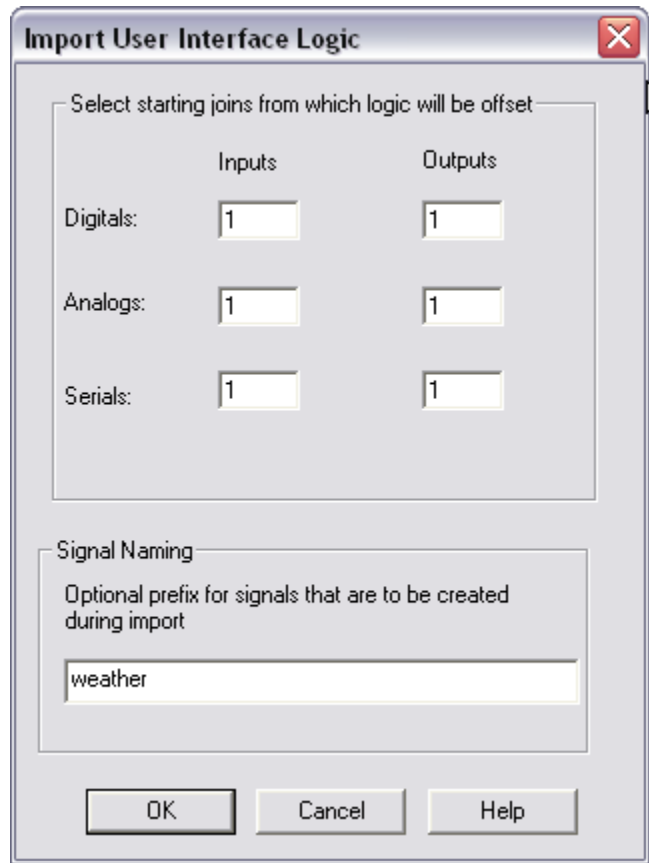 Import User Interface Logic
Select starting joins from which logic will be offset
Inputs Outputs
Digitals: 1 1
Analogs: 1 1
Serials: 1 1
Signal Naming
Optional prefix for signals that are to be created
during import
weather
OK Cancel Help